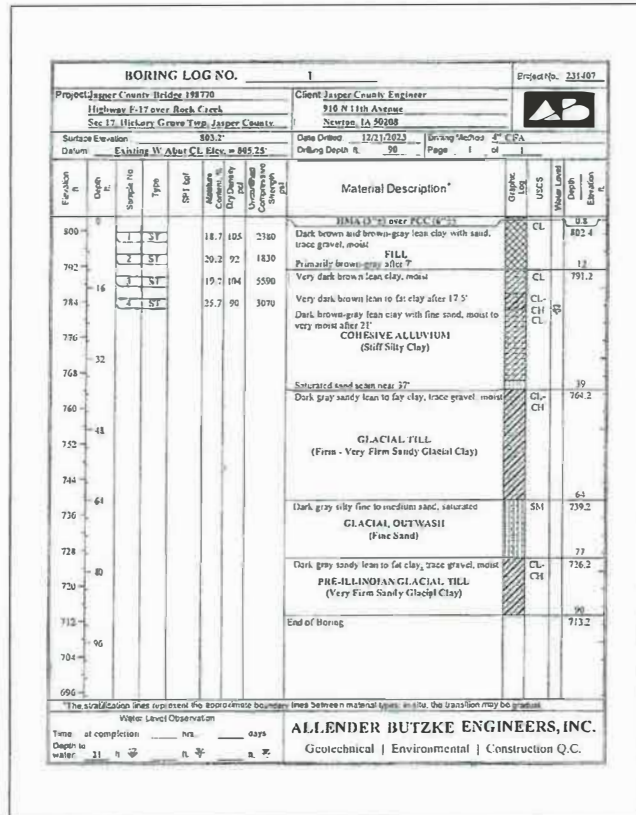 BORING LOG NO. 1
Project No. 231407
Project: Jasper County Bridge 198770
Highway F-17 over Rock Creek
Sec 17, Hickory Grove Twp, Jasper County
Client: Jasper County Engineer
910 N 11th Avenue
Newton, IA 50208
AB
Surface Elevation 803.2'
Datum: Existing W. Abut CL Elev. = 805.25'
Date Drilled 12/21/2023 Drilling Method 4" CFA
Drilling Depth ft. 90 Page 1 of 1
Elevation ft
Depth ft.
Sample No
Type
SPT bpf
Moisture Content, %
Dry Density pcf
Unconfined Compressive Strength psf
Material Description*
Graphic Log
USCS
Water Level
Depth ft.
Elevation ft.
0
HMA (3"±) over PCC (6"±) 0.8
800 1 ST 18.7 105 2380 Dark brown and brown-gray lean clay with sand, CL 802.4
trace gravel, moist
2 ST 20.2 92 1830 FILL
792 Primarily brown-gray after 7' 12
3 ST 19.7 104 5590 Very dark brown lean clay, moist CL 791.2
16
784 4 ST 25.7 90 3070 Very dark brown lean to fat clay after 17.5' CL-CH
Dark brown-gray lean clay with fine sand, moist to CL
very moist after 21'
776 COHESIVE ALLUVIUM
(Stiff Silty Clay)
32
768
Saturated sand seam near 37' 39
Dark gray sandy lean to fay clay, trace gravel, moist CL-CH 764.2
760
48
752 GLACIAL TILL
(Firm - Very Firm Sandy Glacial Clay)
744
64 64
736 Dark gray silty fine to medium sand, saturated SM 739.2
GLACIAL OUTWASH
(Fine Sand)
728 77
80 Dark gray sandy lean to fat clay, trace gravel, moist CL-CH 726.2
720 PRE-ILLINOIAN GLACIAL TILL
(Very Firm Sandy Glacial Clay)
90
712 End of Boring 713.2
96
704
696
*The stratification lines represent the approximate boundary lines between material types: in situ, the transition may be gradual.
Water Level Observation
Time at completion hrs. days
Depth to water 21 ft. ft. ft.
ALLENDER BUTZKE ENGINEERS, INC.
Geotechnical | Environmental | Construction Q.C.